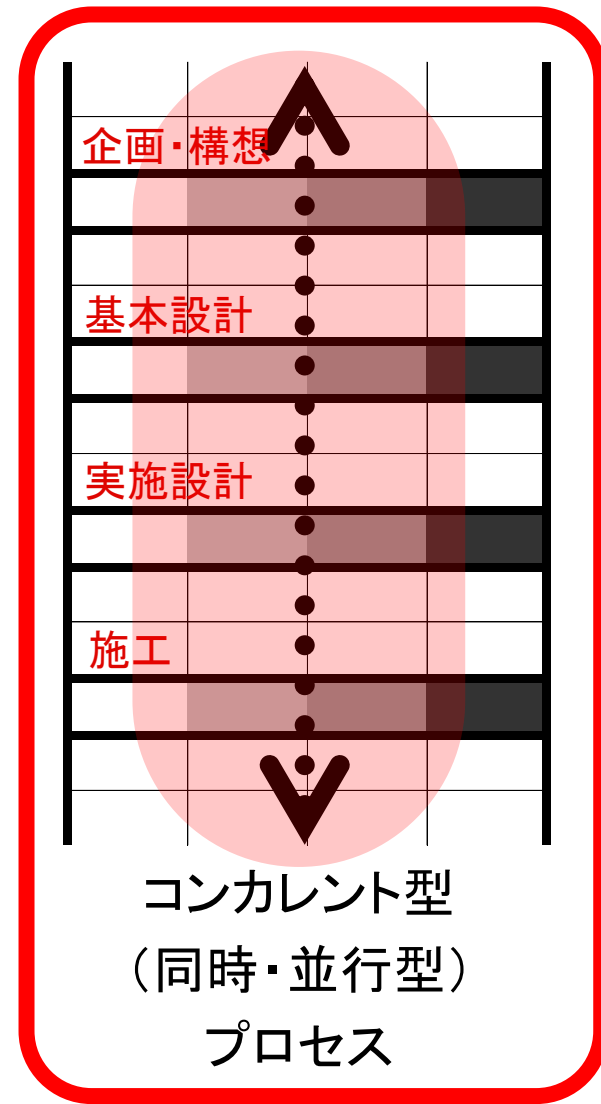 企画・構想
基本設計
実施設計
施工
コンカレント型
（同時・並行型）
プロセス